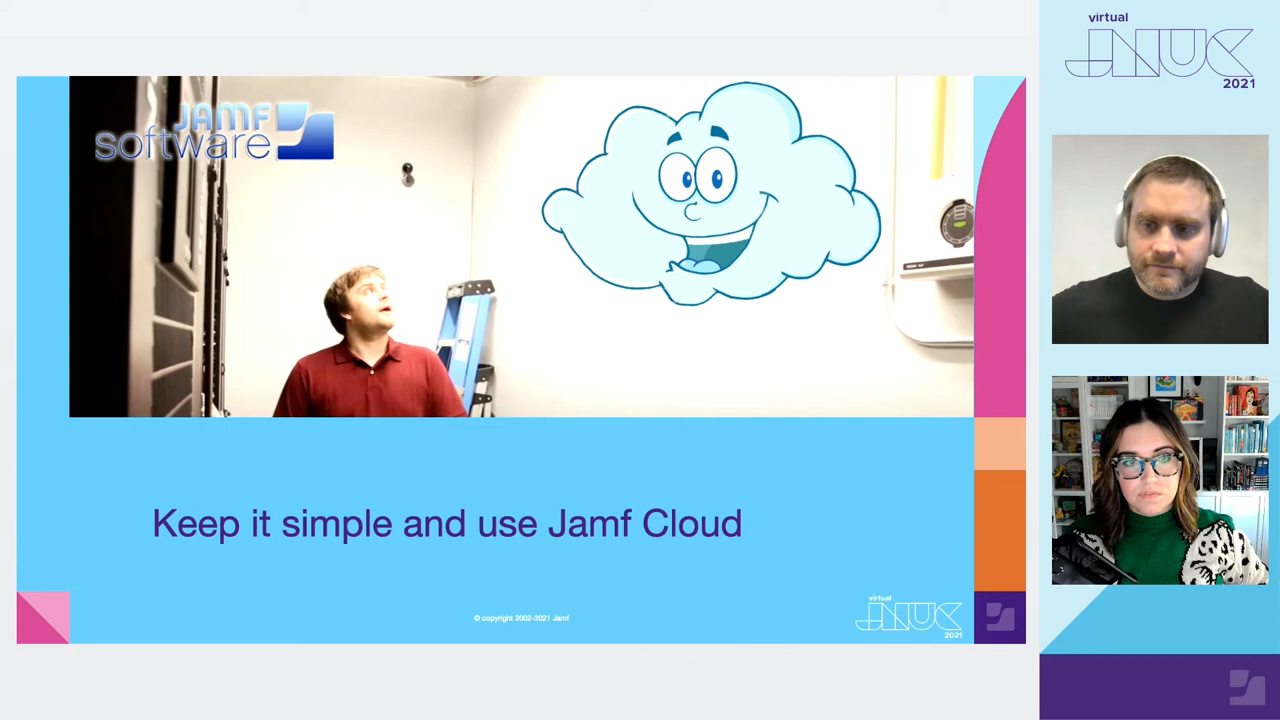 JAMF
software
Keep it simple and use Jamf Cloud
© copyright 2002-2021 Jamf
virtual
JNUC
2021
virtual
JNUC
2021